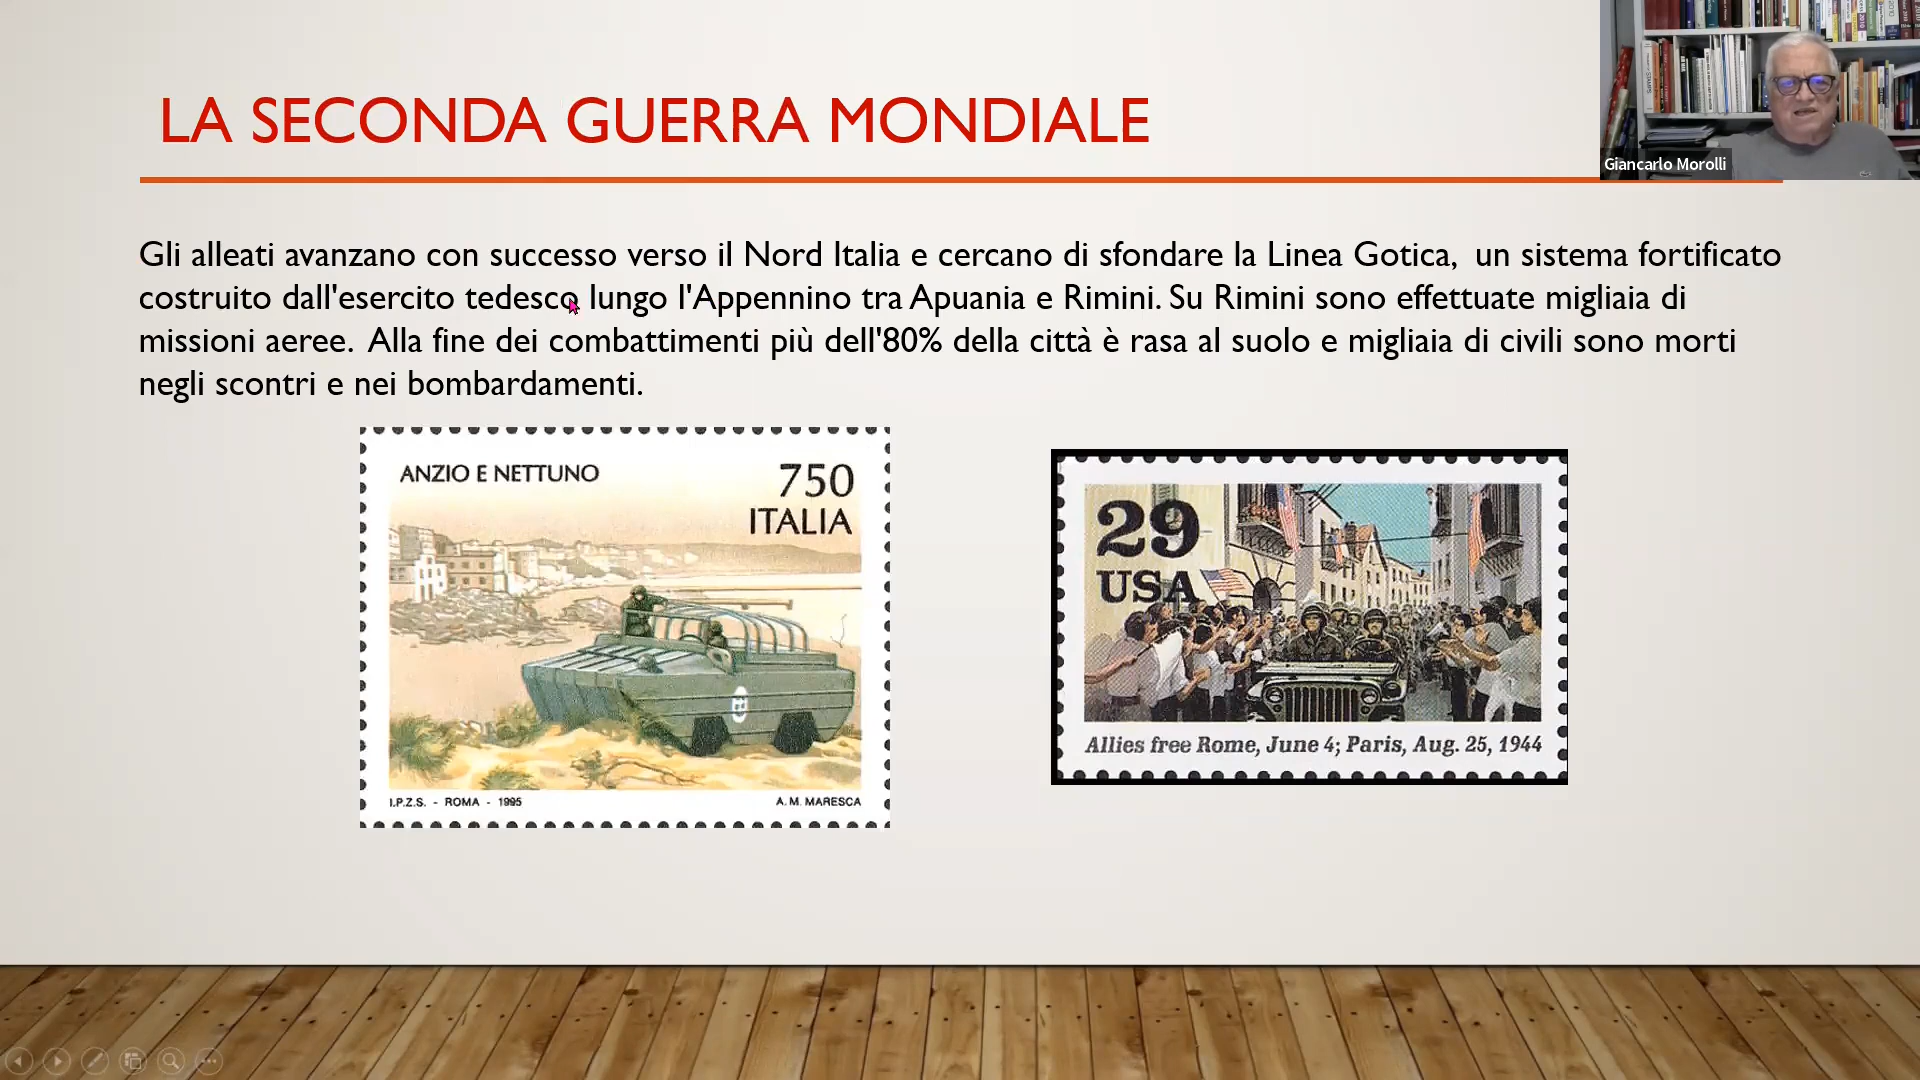 LA SECONDA GUERRA MONDIALE
Giancarlo Morolli
Gli alleati avanzano con successo verso il Nord Italia e cercano di sfondare la Linea Gotica, un sistema fortificato
costruito dall'esercito tedesco lungo l'Appennino tra Apuania e Rimini. Su Rimini sono effettuate migliaia di
missioni aeree. Alla fine dei combattimenti più dell'80% della città è rasa al suolo e migliaia di civili sono morti
negli scontri e nei bombardamenti.
ANZIO E NETTUNO
750
ITALIA
I.P.Z.S. - ROMA - 1995
A. M. MARESCA
29
USA
Allies free Rome, June 4; Paris, Aug. 25, 1944